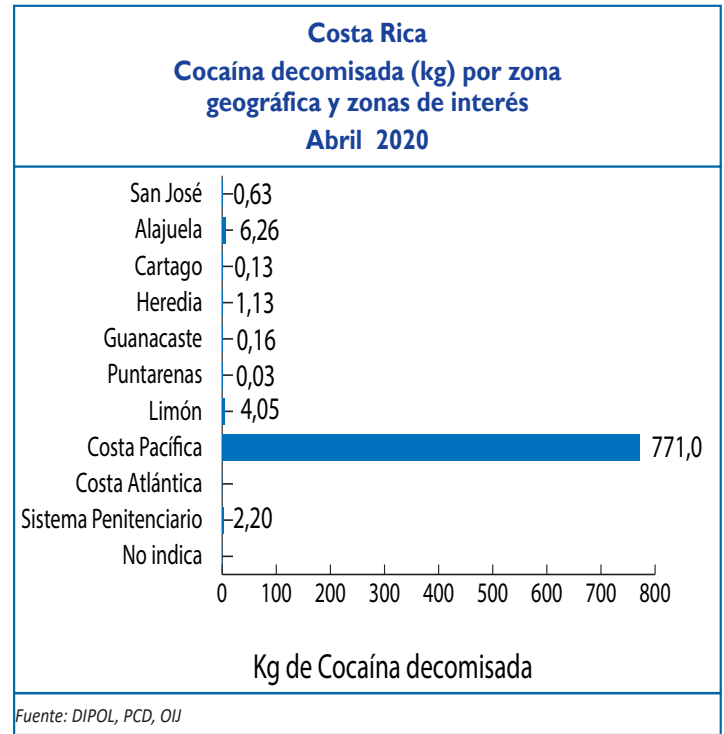 Costa Rica
Cocaína decomisada (kg) por zona
geográfica y zonas de interés
Abril 2020
San José 0,63
Alajuela 6,26
Cartago 0,13
Heredia 1,13
Guanacaste 0,16
Puntarenas 0,03
Limón 4,05
Costa Pacífica 771,0
Costa Atlántica
Sistema Penitenciario 2,20
No indica
0 100 200 300 400 500 600 700 800
Kg de Cocaína decomisada
Fuente: DIPOL, PCD, OIJ